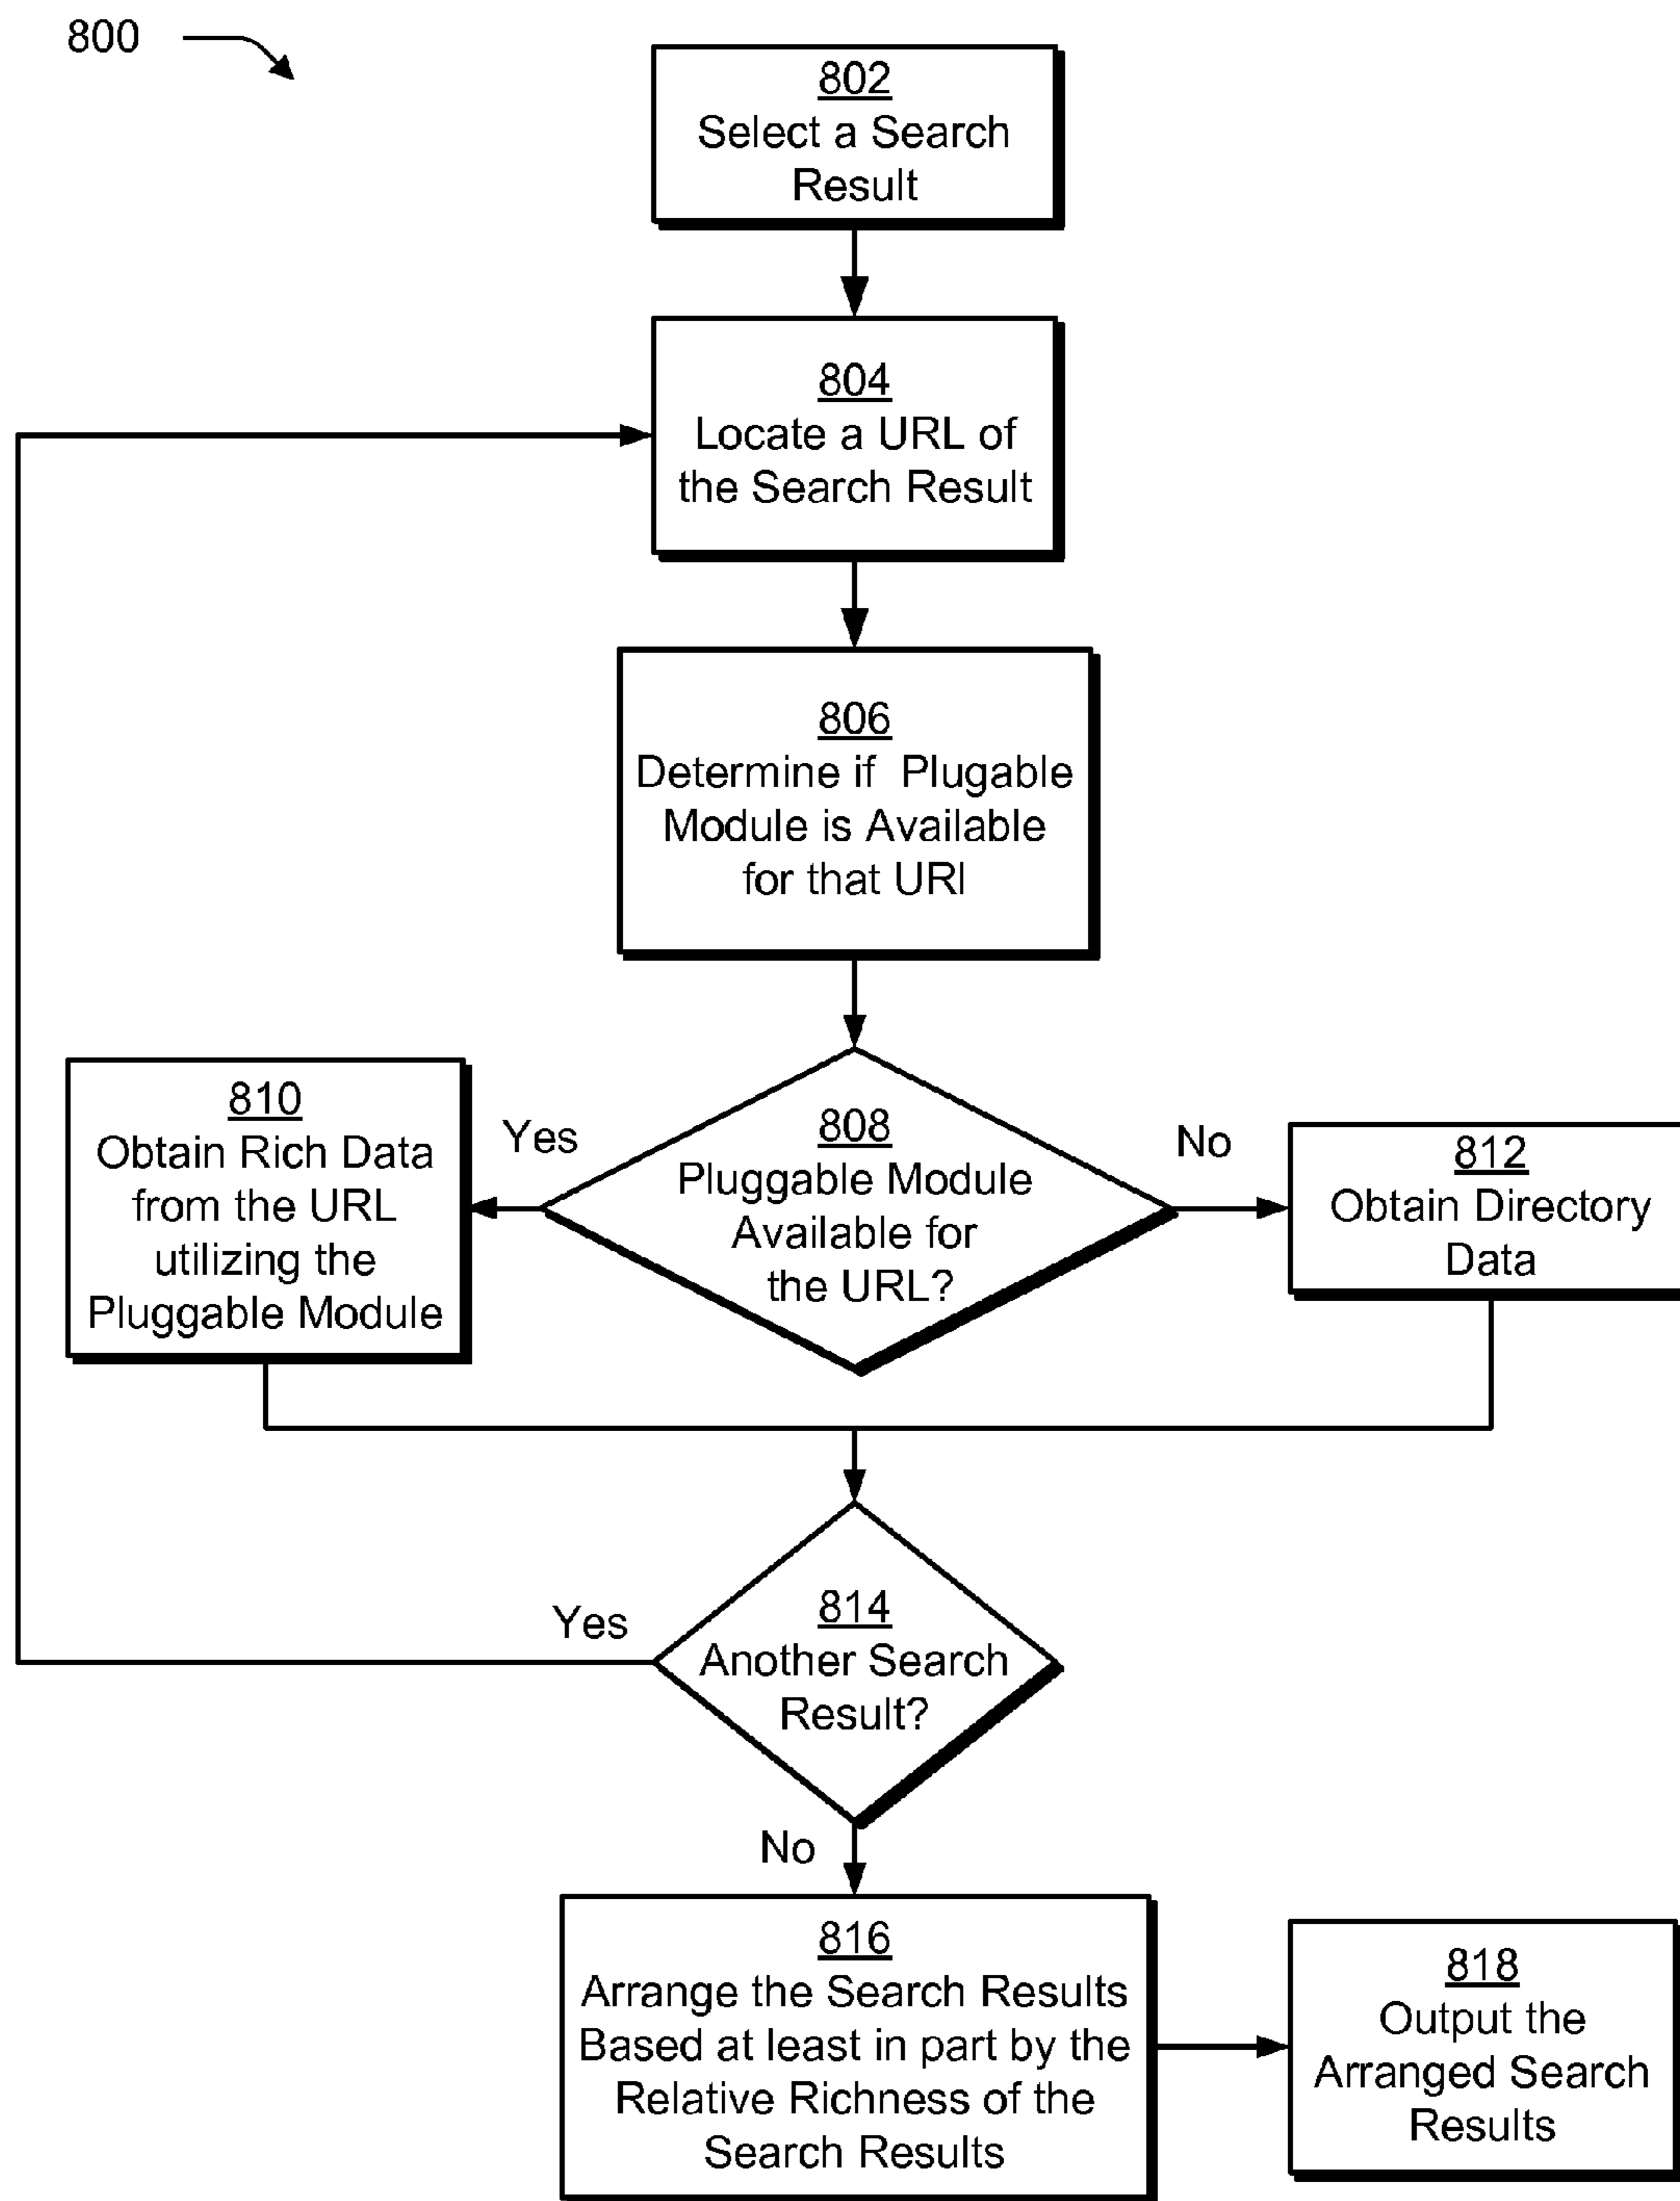 800
802
Select a Search
Result
804
Locate a URL of
the Search Result
806
Determine if Plugable
Module is Available
for that URl
810
Obtain Rich Data
from the URL
utilizing the
Pluggable Module
Yes
808
Pluggable Module
Available for
the URL?
No
812
Obtain Directory
Data
Yes
814
Another Search
Result?
No
816
Arrange the Search Results
Based at least in part by the
Relative Richness of the
Search Results
818
Output the
Arranged Search
Results